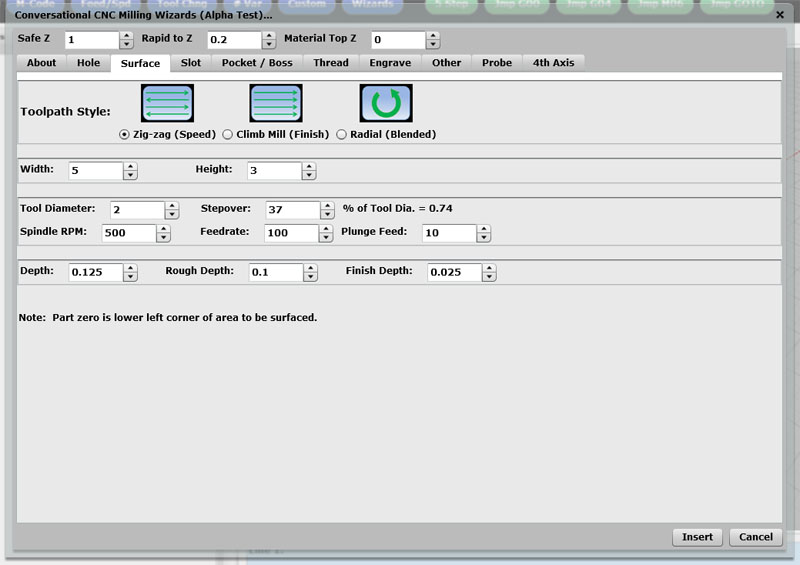 M-Code Feed/Spd Tool Chng # Var Custom Wizards S Step Jmp G00 Jmp G04 Jmp M06 Jmp GOTO
Conversational CNC Milling Wizards (Alpha Test)...
Safe Z 1 Rapid to Z 0.2 Material Top Z 0
About Hole Surface Slot Pocket / Boss Thread Engrave Other Probe 4th Axis
Toolpath Style:
Zig-zag (Speed) Climb Mill (Finish) Radial (Blended)
Width: 5 Height: 3
Tool Diameter: 2 Stepover: 37 % of Tool Dia. = 0.74
Spindle RPM: 500 Feedrate: 100 Plunge Feed: 10
Depth: 0.125 Rough Depth: 0.1 Finish Depth: 0.025
Note: Part zero is lower left corner of area to be surfaced.
Insert Cancel